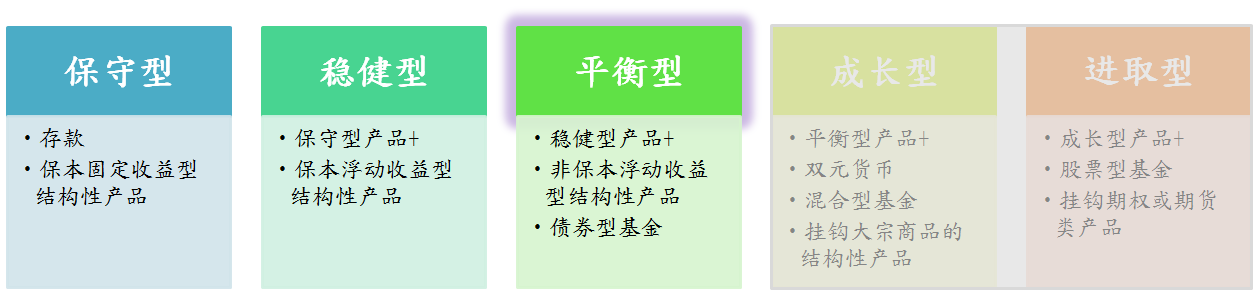 保守型
• 存款
• 保本固定收益型
结构性产品
稳健型
• 保守型产品+
• 保本浮动收益型
结构性产品
平衡型
• 稳健型产品+
• 非保本浮动收益
型结构性产品
• 债券型基金
成长型
• 平衡型产品+
• 双元货币
• 混合型基金
• 挂钩大宗商品的
结构性产品
进取型
• 成长型产品+
• 股票型基金
• 挂钩期权或期货
类产品